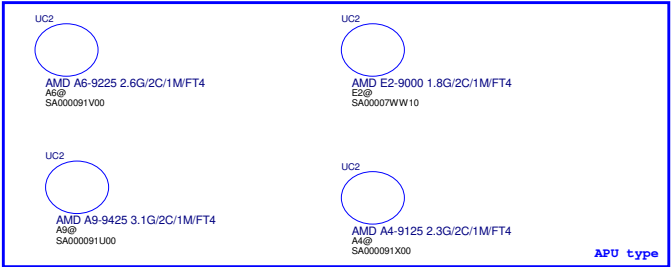 UC2
AMD A6-9225 2.6G/2C/1M/FT4
A6@
SA000091V00
UC2
AMD E2-9000 1.8G/2C/1M/FT4
E2@
SA00007WW10
UC2
AMD A9-9425 3.1G/2C/1M/FT4
A9@
SA000091U00
UC2
AMD A4-9125 2.3G/2C/1M/FT4
A4@
SA000091X00
APU type